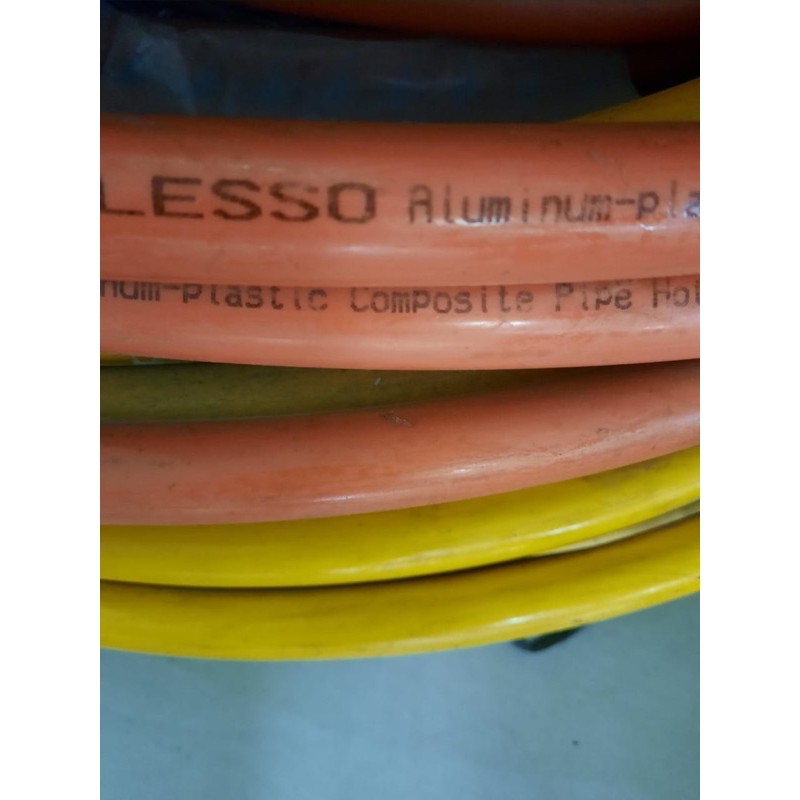 LESSO Aluminum-pla
num-plastic Composite Pipe Hot